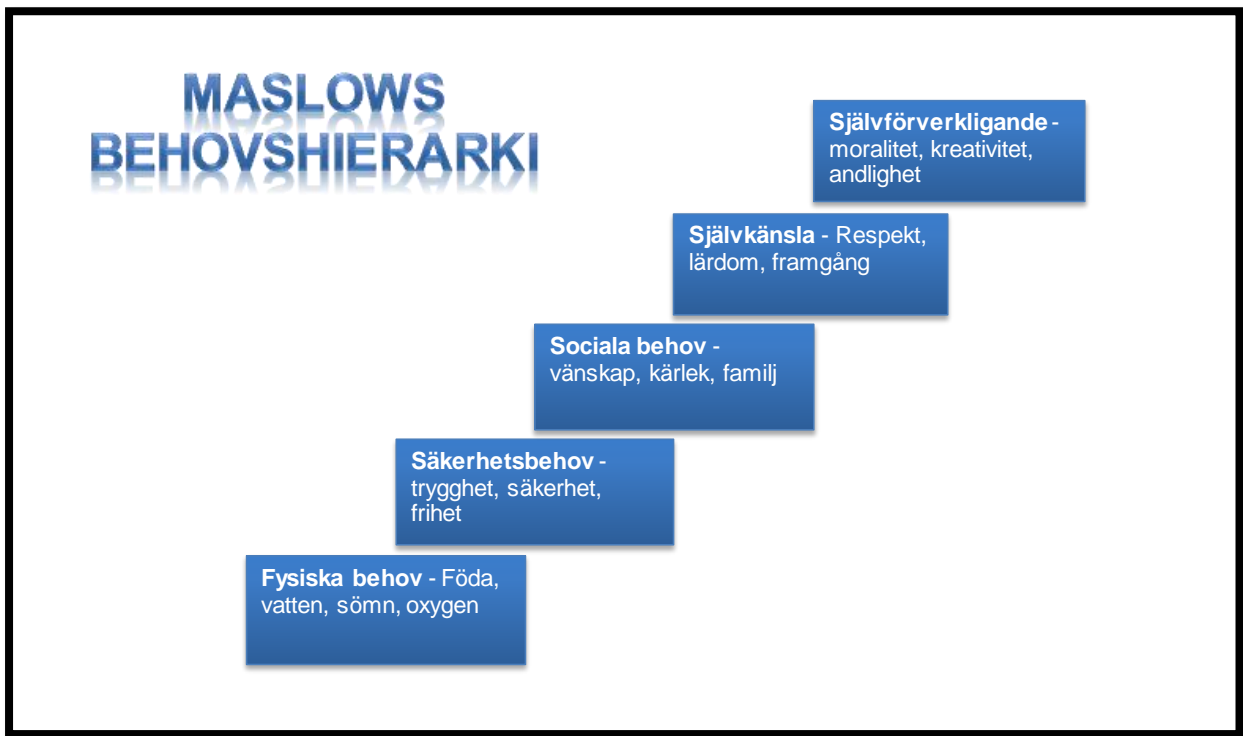 MASLOWS
BEHOVSHIERARKI
Självförverkligande -
moralitet, kreativitet,
andlighet
Självkänsla - Respekt,
lärdom, framgång
Sociala behov -
vänskap, kärlek, familj
Säkerhetsbehov -
trygghet, säkerhet,
frihet
Fysiska behov - Föda,
vatten, sömn, oxygen